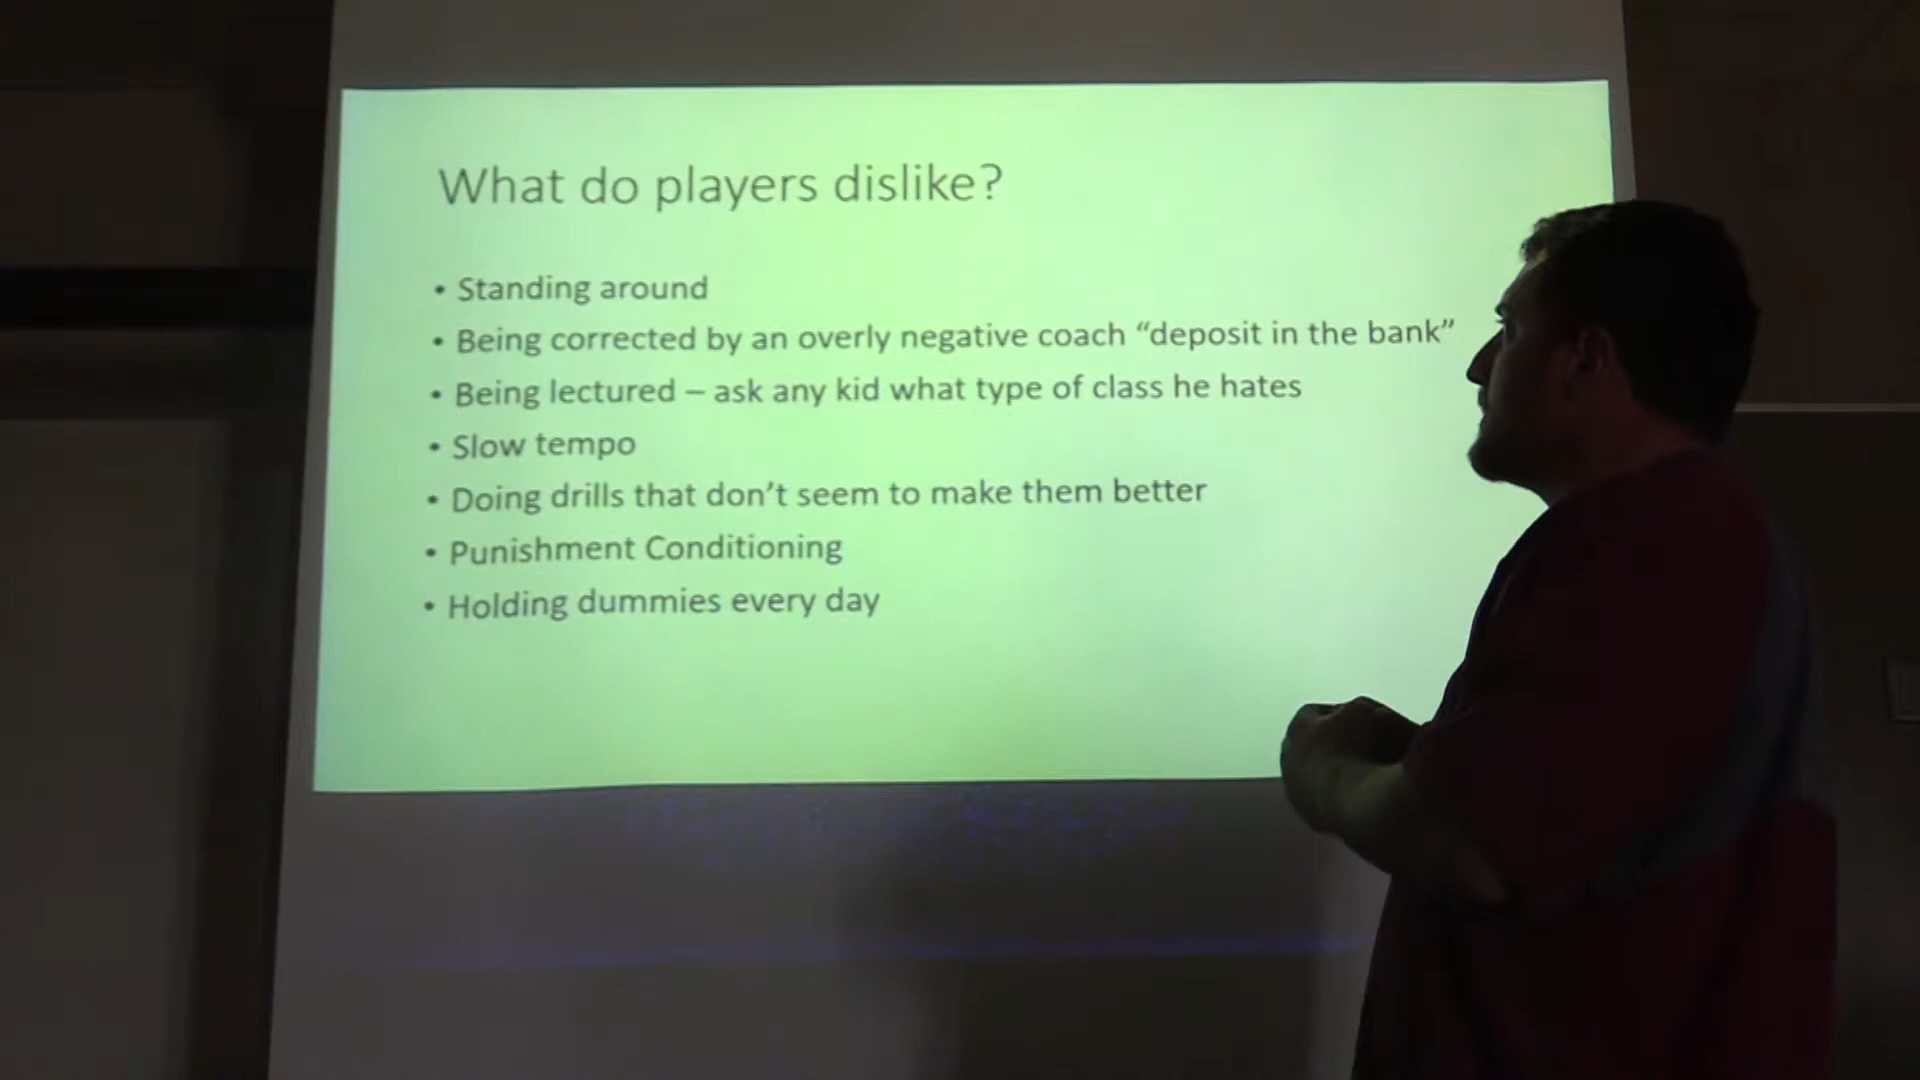 What do players dislike?
• Standing around
• Being corrected by an overly negative coach “deposit in the bank”
• Being lectured – ask any kid what type of class he hates
• Slow tempo
• Doing drills that don’t seem to make them better
• Punishment Conditioning
• Holding dummies every day